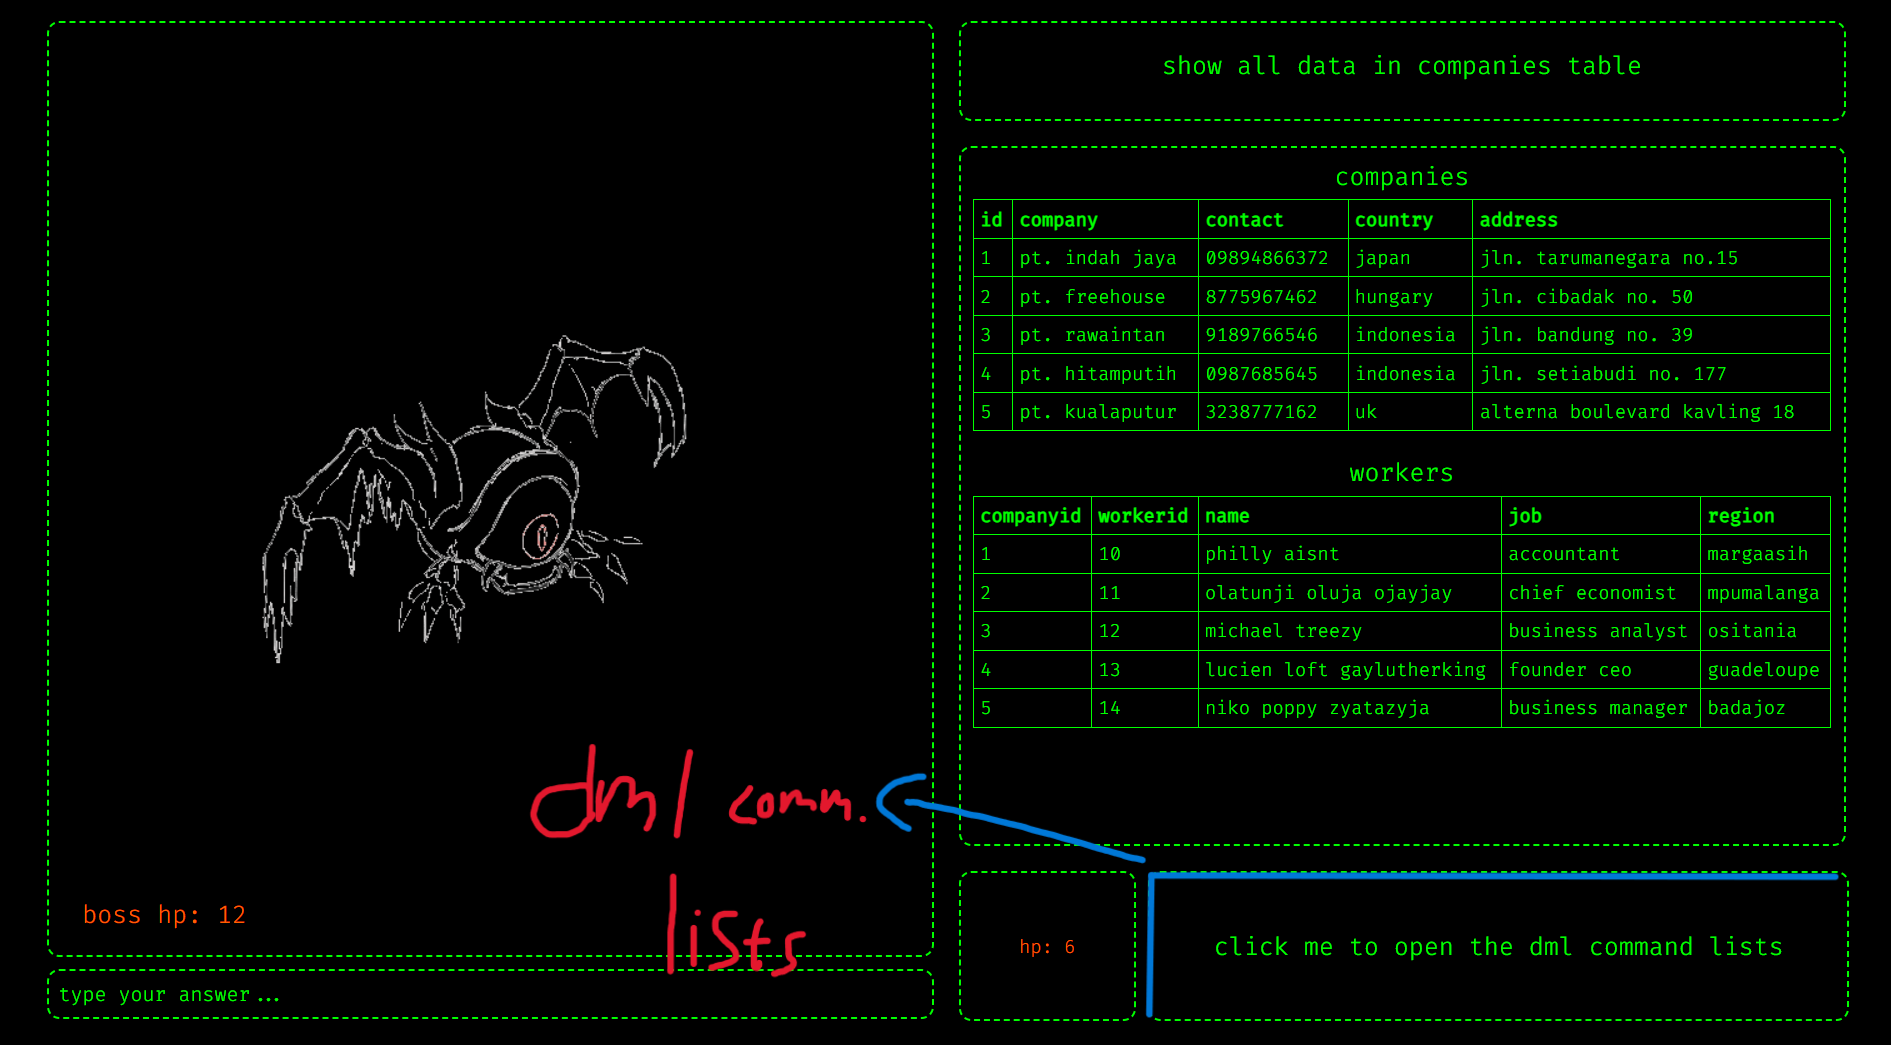 show all data in companies table
companies
id company contact country address
1 pt. indah jaya 09894866372 japan jln. tarumanegara no.15
2 pt. freehouse 8775967462 hungary jln. cibadak no. 50
3 pt. rawaintan 9189766546 indonesia jln. bandung no. 39
4 pt. hitamputih 0987685645 indonesia jln. setiabudi no. 177
5 pt. kualaputur 3238777162 uk alterna boulevard kavling 18
workers
companyid workerid name job region
1 10 philly aisnt accountant margaasih
2 11 olatunji oluja ojayjay chief economist mpumalanga
3 12 michael treezy business analyst ositania
4 13 lucien loft gaylutherking founder ceo guadeloupe
5 14 niko poppy zyatazyja business manager badajoz
dml comm.
lists
boss hp: 12
type your answer...
hp: 6
click me to open the dml command lists